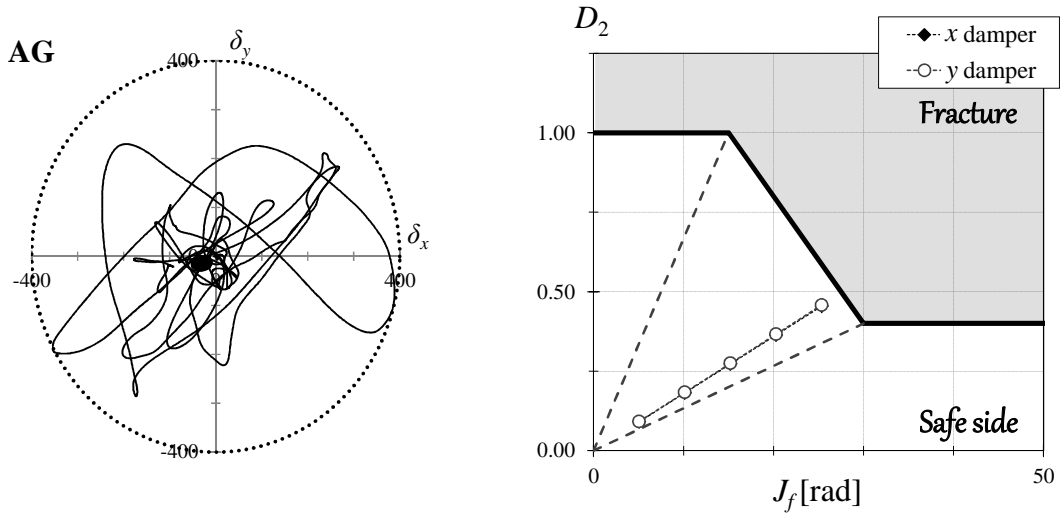 AG
δy
400
δx
-400
400
-400
D2
x damper
y damper
Fracture
1.00
0.50
Safe side
0.00
0
50
Jf [rad]